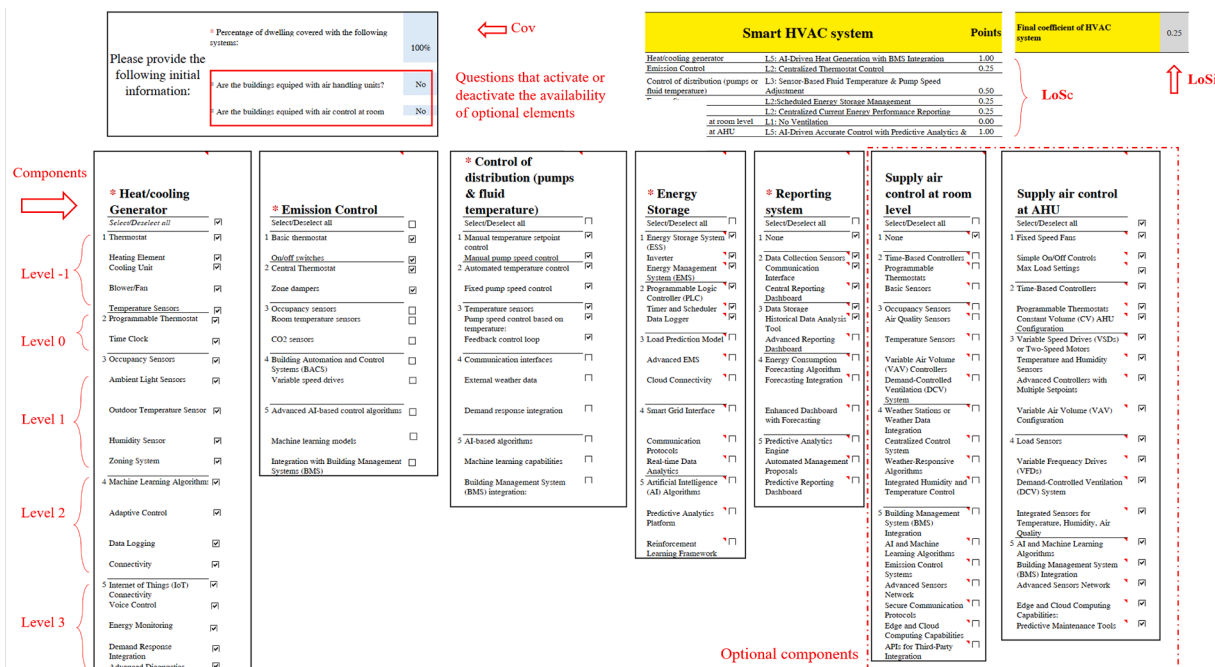 * Percentage of dwelling covered with the following
systems:
100%
Please provide the
following initial
information:
* Are the buildings equiped with air handling units?
No
* Are the buildings equiped with air control at room
No
Cov
Questions that activate or
deactivate the availability
of optional elements
Smart HVAC system
Points
Heat/cooling generator
L5: AI-Driven Heat Generation with BMS Integration
1.00
Emission Control
L2: Centralized Thermostat Control
0.25
Control of distribution (pumps or
fluid temperature)
L3: Sensor-Based Fluid Temperature & Pump Speed
Adjustment
0.50
L2:Scheduled Energy Storage Management
0.25
L2: Centralized Current Energy Performance Reporting
0.25
at room level
L1: No Ventilation
0.00
at AHU
L5: AI-Driven Accurate Control with Predictive Analytics &
1.00
LoSc
Final coefficient of HVAC
system
0.25
LoSi
Components
Level -1
Level 0
Level 1
Level 2
Level 3
* Heat/cooling
Generator
Select/Deselect all
1 Thermostat
Heating Element
Cooling Unit
Blower/Fan
Temperature Sensors
2 Programmable Thermostat
Time Clock
3 Occupancy Sensors
Ambient Light Sensors
Outdoor Temperature Sensor
Humidity Sensor
Zoning System
4 Machine Learning Algorithms
Adaptive Control
Data Logging
Connectivity
5 Internet of Things (IoT)
Connectivity
Voice Control
Energy Monitoring
Demand Response
Integration
Advanced Diagnostics
* Emission Control
Select/Deselect all
1 Basic thermostat
On/off switches
2 Central Thermostat
Zone dampers
3 Occupancy sensors
Room temperature sensors
CO2 sensors
4 Building Automation and Control
Systems (BACS)
Variable speed drives
5 Advanced AI-based control algorithms
Machine learning models
Integration with Building Management
Systems (BMS)
* Control of
distribution (pumps
& fluid
temperature)
Select/Deselect all
1 Manual temperature setpoint
control
Manual pump speed control
2 Automated temperature control
Fixed pump speed control
3 Temperature sensors
Pump speed control based on
temperature:
Feedback control loop
4 Communication interfaces
External weather data
Demand response integration
5 AI-based algorithms
Machine learning capabilities
Building Management System
(BMS) integration:
* Energy
Storage
Select/Deselect all
1 Energy Storage System
(ESS)
Inverter
Energy Management
System (EMS)
2 Programmable Logic
Controller (PLC)
Timer and Scheduler
Data Logger
3 Load Prediction Model
Advanced EMS
Cloud Connectivity
4 Smart Grid Interface
Communication
Protocols
Real-time Data
Analytics
5 Artificial Intelligence
(AI) Algorithms
Predictive Analytics
Platform
Reinforcement
Learning Framework
* Reporting
system
Select/Deselect all
1 None
2 Data Collection Sensors
Communication
Interface
Central Reporting
Dashboard
3 Data Storage
Historical Data Analysis
Tool
Advanced Reporting
Dashboard
4 Energy Consumption
Forecasting Algorithm
Forecasting Integration
Enhanced Dashboard
with Forecasting
5 Predictive Analytics
Engine
Automated Management
Proposals
Predictive Reporting
Dashboard
Supply air
control at room
level
Select/Deselect all
1 None
2 Time-Based Controllers
Programmable
Thermostats
Basic Sensors
3 Occupancy Sensors
Air Quality Sensors
Temperature Sensors
Variable Air Volume
(VAV) Controllers
Demand-Controlled
Ventilation (DCV)
System
4 Weather Stations or
Weather Data
Integration
Centralized Control
System
Weather-Responsive
Algorithms
Integrated Humidity and
Temperature Control
5 Building Management
System (BMS)
Integration
AI and Machine
Learning Algorithms
Emission Control
Systems
Advanced Sensors
Network
Secure Communication
Protocols
Edge and Cloud
Computing Capabilities
APIs for Third-Party
Integration
Supply air control
at AHU
Select/Deselect all
1 Fixed Speed Fans
Simple On/Off Controls
Max Load Settings
2 Time-Based Controllers
Programmable Thermostats
Constant Volume (CV) AHU
Configuration
3 Variable Speed Drives (VSDs)
or Two-Speed Motors
Temperature and Humidity
Sensors
Advanced Controllers with
Multiple Setpoints
Variable Air Volume (VAV)
Configuration
4 Load Sensors
Variable Frequency Drives
(VFDs)
Demand-Controlled Ventilation
(DCV) System
Integrated Sensors for
Temperature, Humidity, Air
Quality
5 AI and Machine Learning
Algorithms
Building Management System
(BMS) Integration
Advanced Sensors Network
Edge and Cloud Computing
Capabilities:
Predictive Maintenance Tools
Optional components